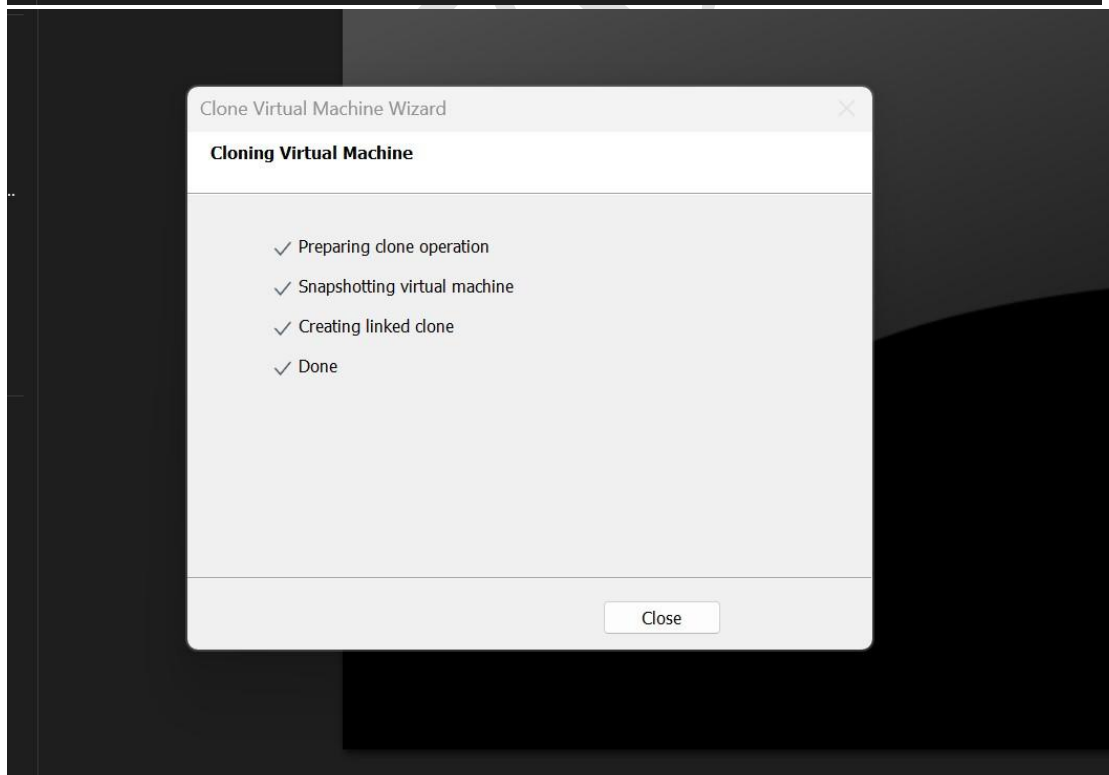 Clone Virtual Machine Wizard
Cloning Virtual Machine
Preparing clone operation
Snapshotting virtual machine
Creating linked clone
Done
Close